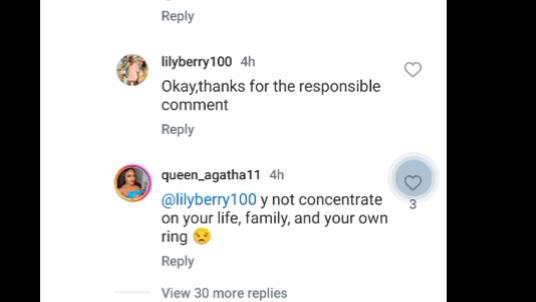 Reply
lilyberry100 4h
Okay,thanks for the responsible
comment
Reply
queen_agatha11 4h
@lilyberry100 y not concentrate
on your life, family, and your own
ring 😒
3
Reply
View 30 more replies